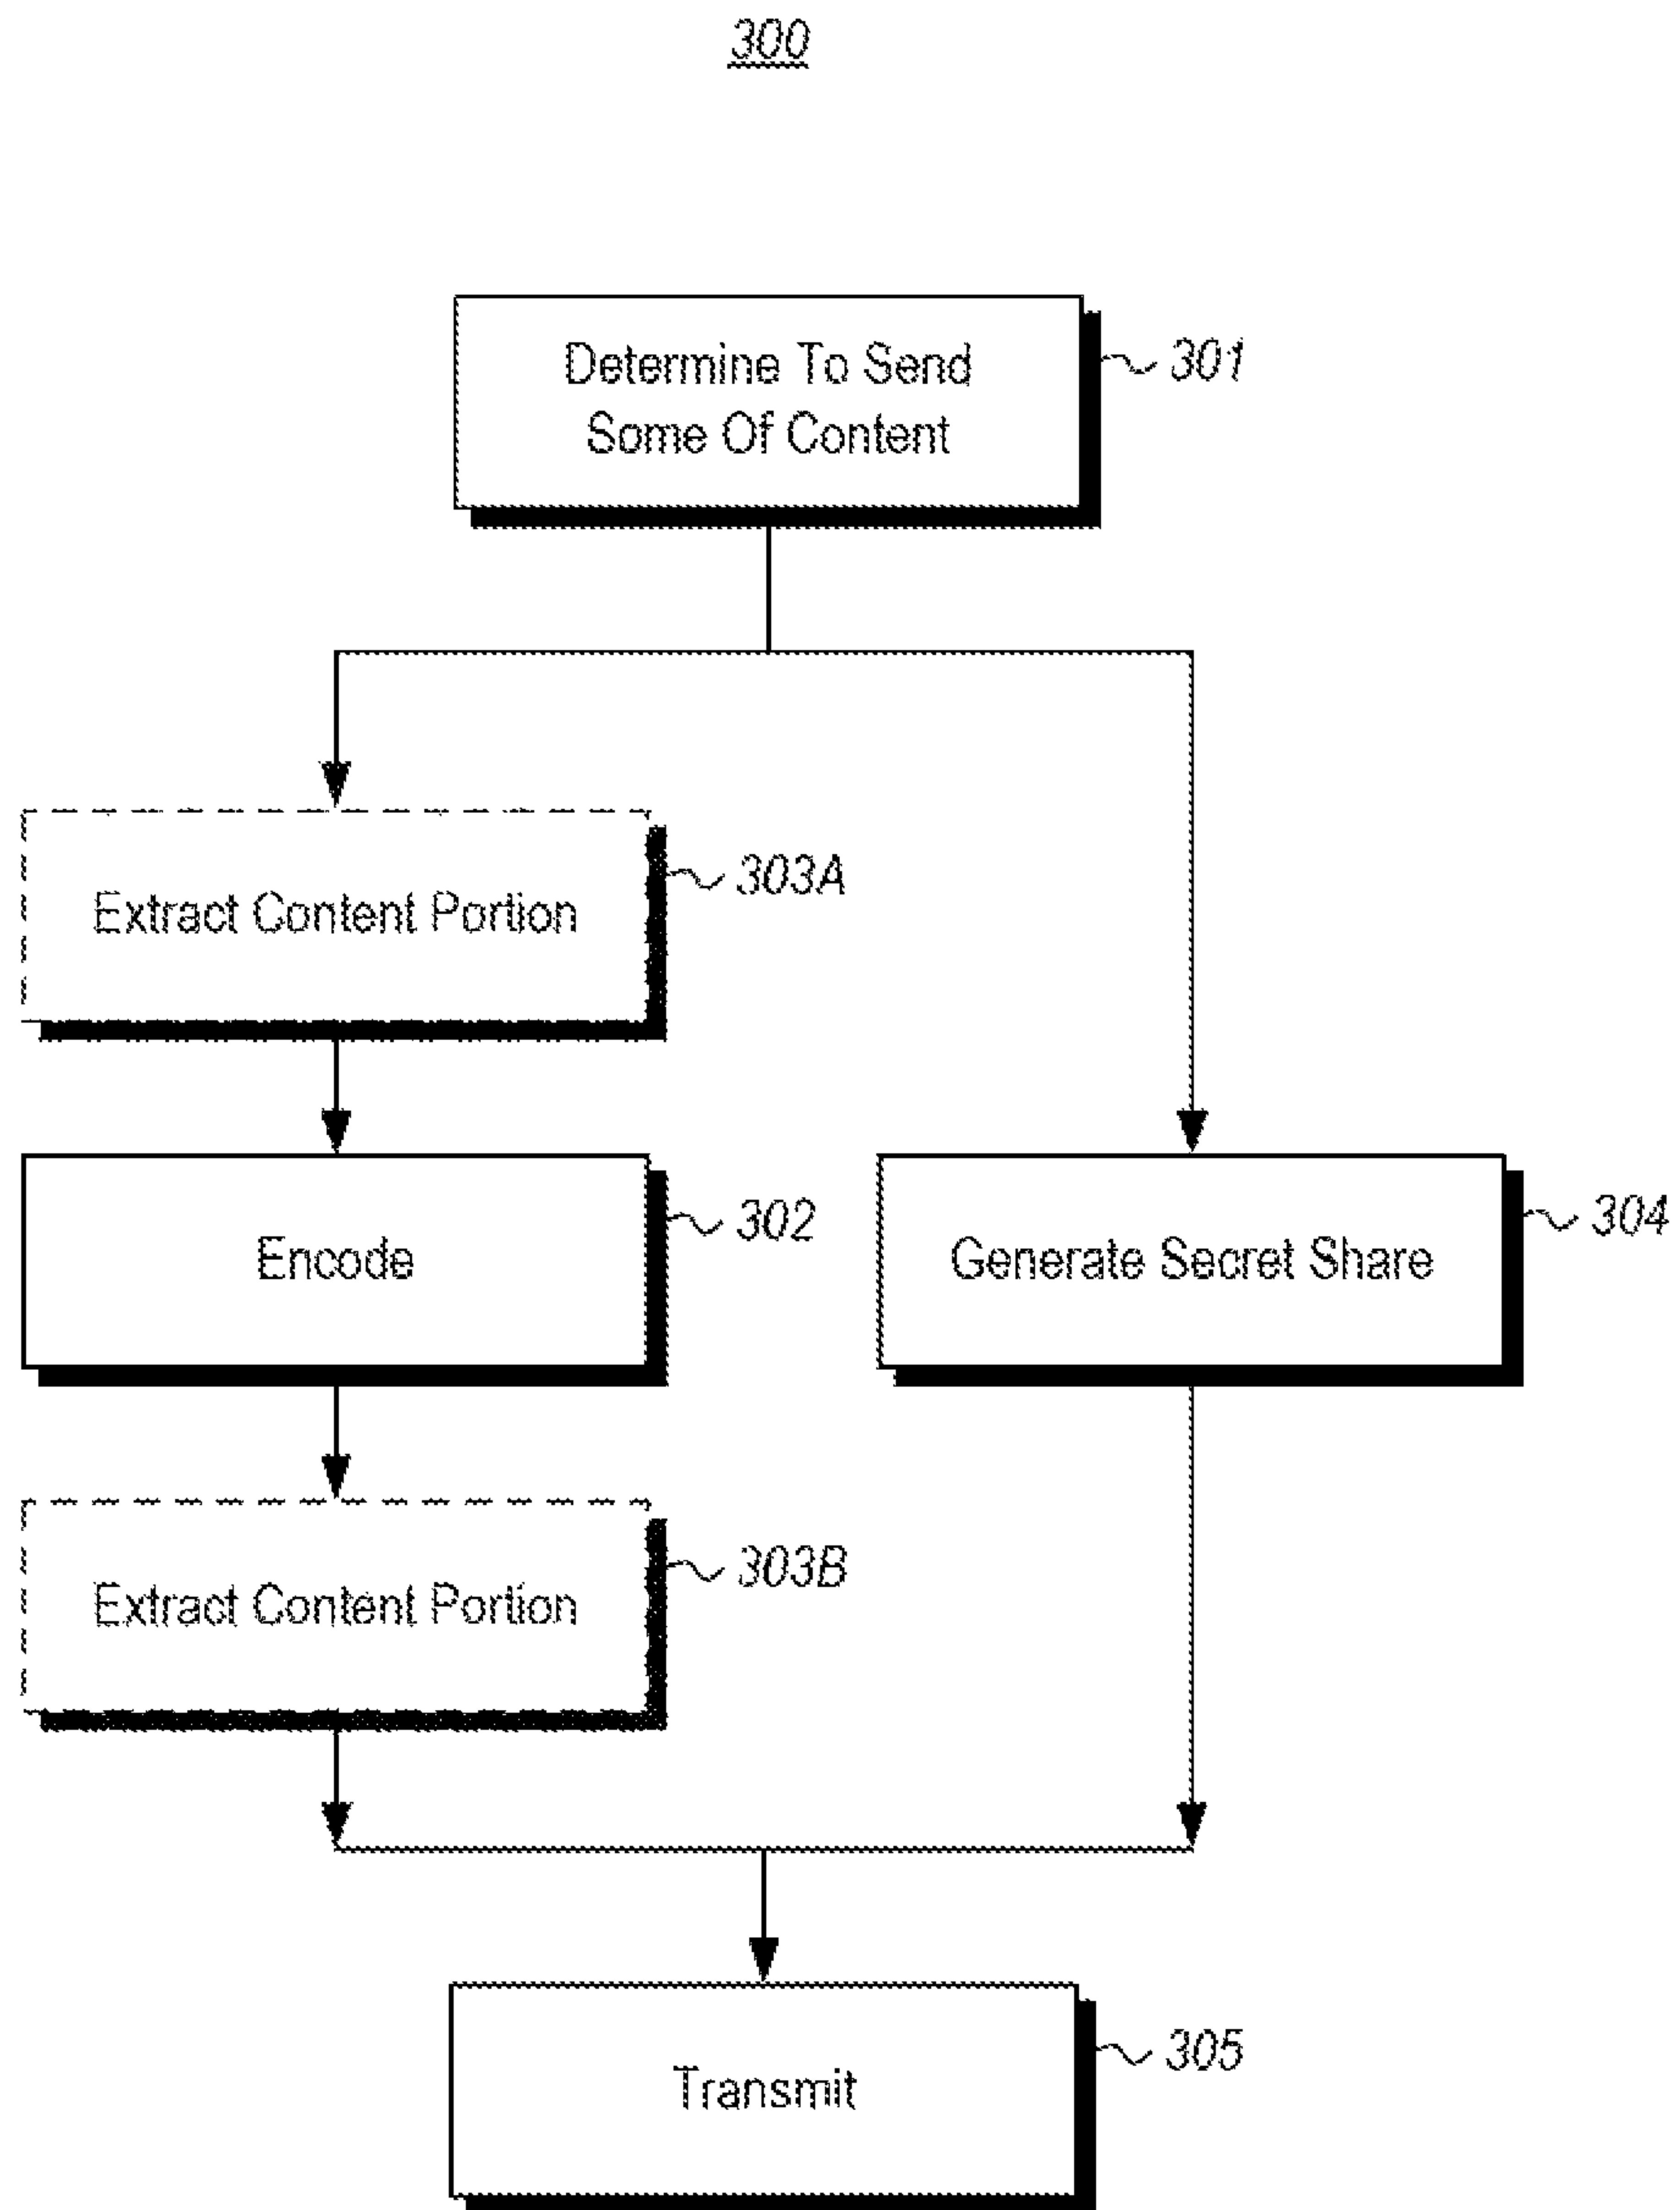 300
Determine To Send
Some Of Content
301
Extract Content Portion
303A
Encode
302
Generate Secret Share
304
Extract Content Portion
303B
Transmit
305